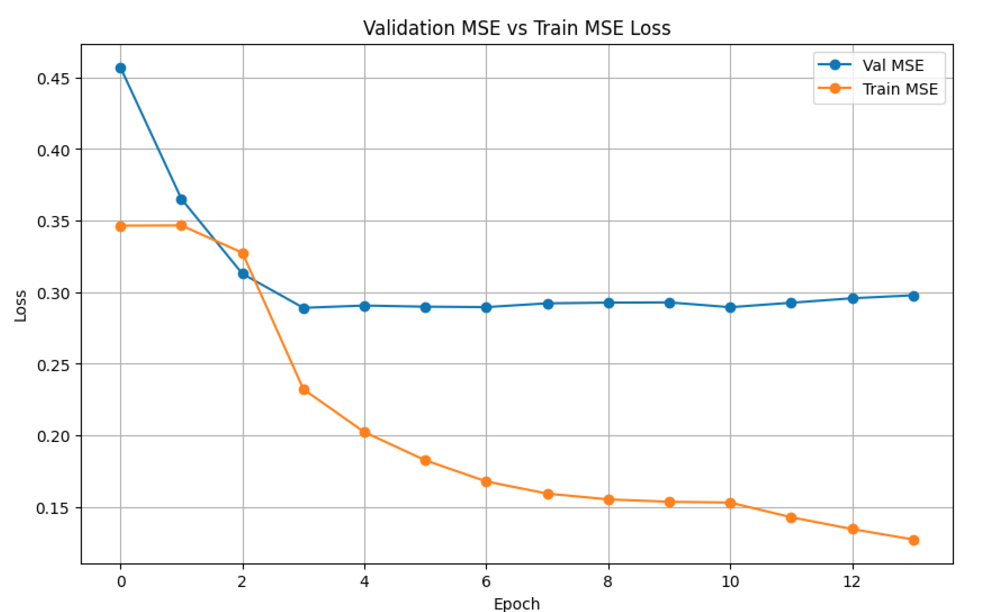 Validation MSE vs Train MSE Loss
Val MSE
Train MSE
0.45
0.40
0.35
0.30
0.25
0.20
0.15
Loss
0 2 4 6 8 10 12
Epoch